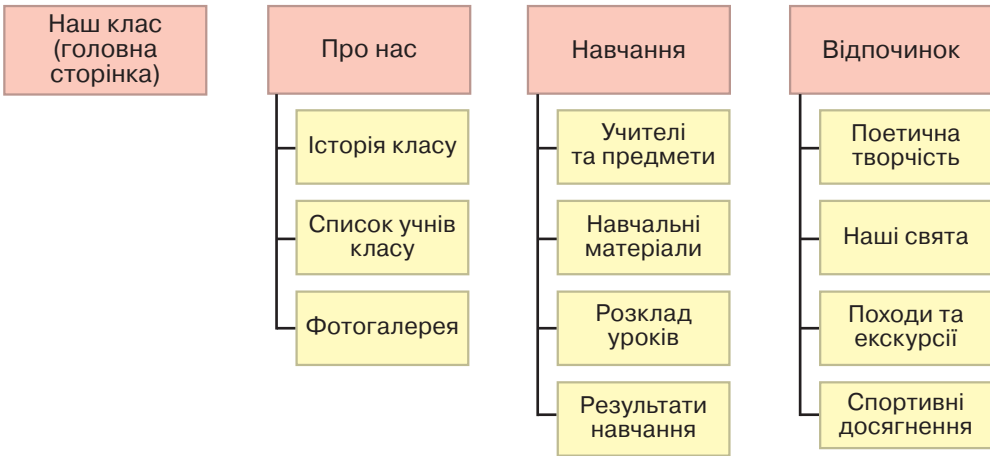 Наш клас
(головна
сторінка)
Про нас
Історія класу
Список учнів
класу
Фотогалерея
Навчання
Учителі
та предмети
Навчальні
матеріали
Розклад
уроків
Результати
навчання
Відпочинок
Поетична
творчість
Наші свята
Походи та
екскурсії
Спортивні
досягнення